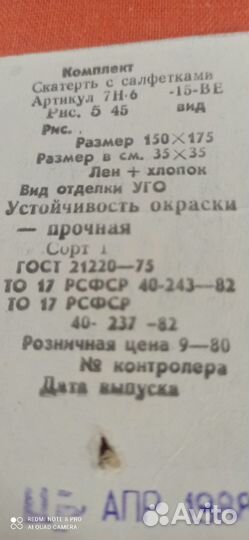 Комплект
Скатерть с салфетками
Артикул 7Н-6 -15-ВЕ
Рис. 5 45 вид
Рис.
Размер 150×175
Размер в см. 35×35
Лен + хлопок
Вид отделки УГО
Устойчивость окраски
— прочная
Сорт 1
ГОСТ 21220—75
ТО 17 РСФСР 40-243—82
ТО 17 РСФСР
40- 237 -82
Розничная цена 9—80
№ контролера
Дата выпуска
АПР
REDMI NOTE 8 PRO
AI QUAD CAMERA
Avito